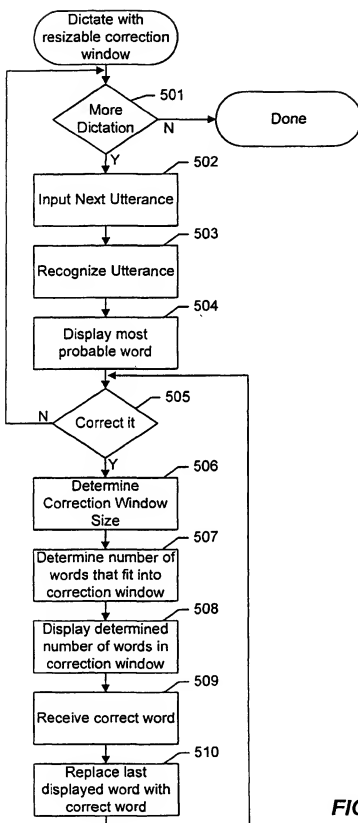 Dictate with
resizable correction
window
501
More
Dictation
N
Done
Y
502
Input Next Utterance
503
Recognize Utterance
504
Display most
probable word
505
N
Correct it
Y
506
Determine
Correction Window
Size
507
Determine number of
words that fit into
correction window
508
Display determined
number of words in
correction window
509
Receive correct word
510
Replace last
displayed word with
correct word
FIG